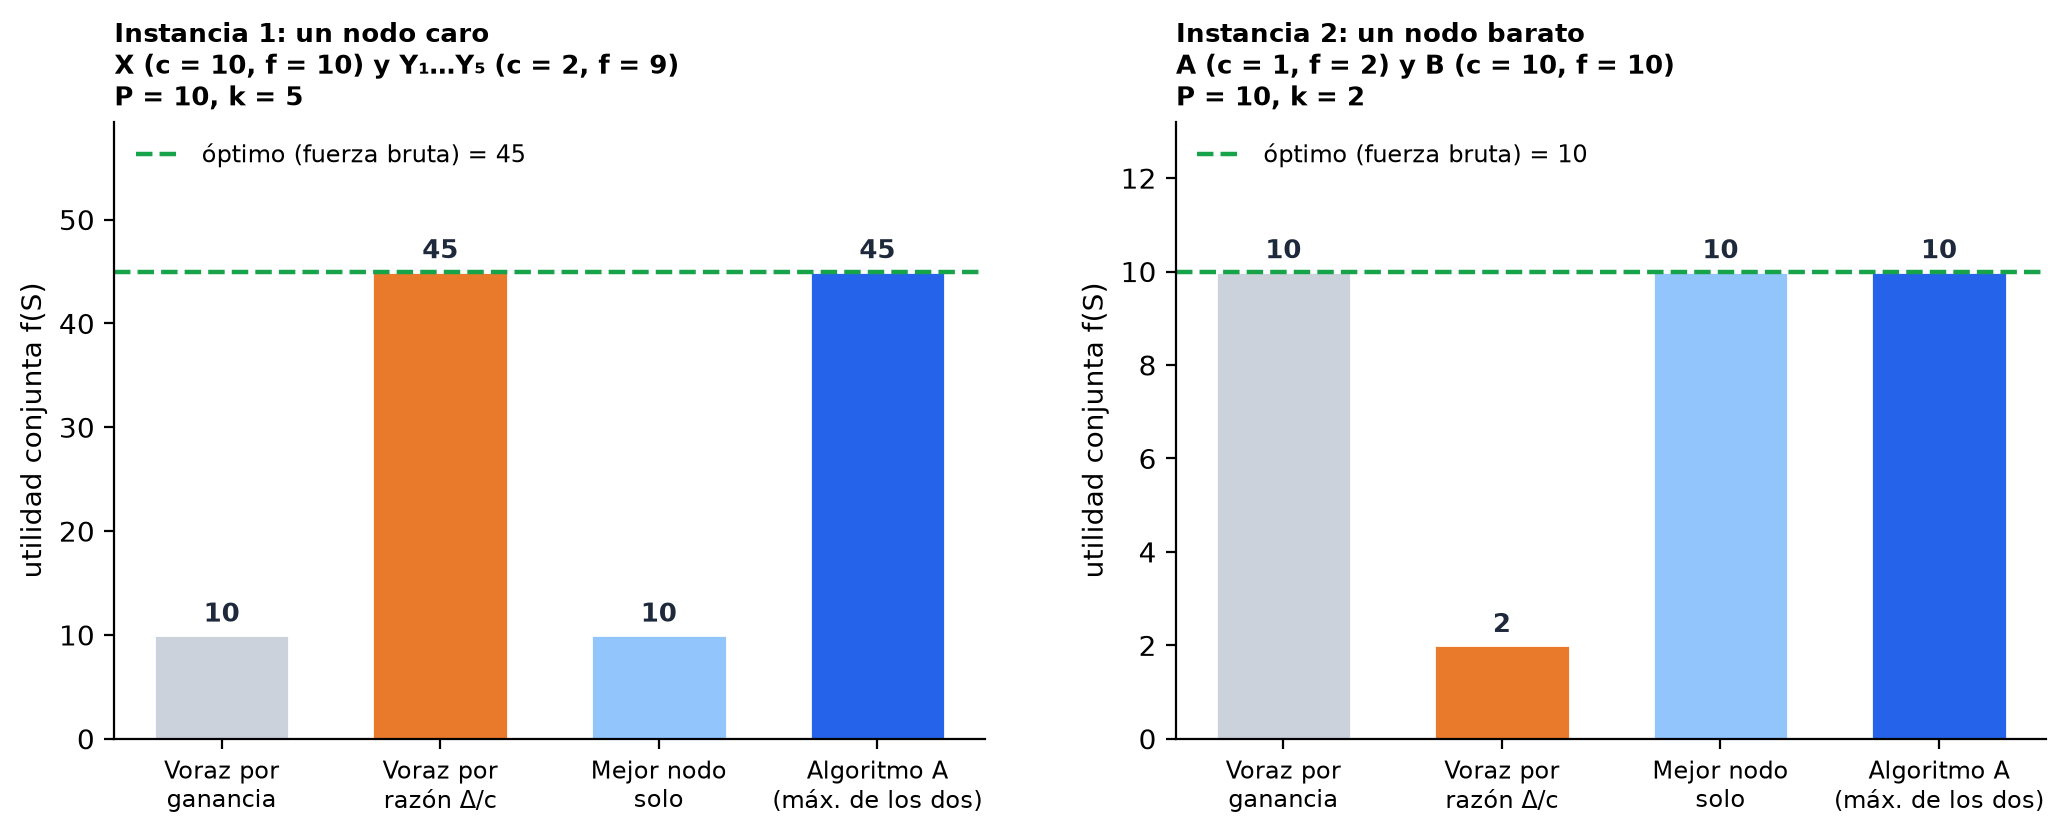 Instancia 1: un nodo caro
X (c = 10, f = 10) y Y₁...Y₅ (c = 2, f = 9)
P = 10, k = 5
óptimo (fuerza bruta) = 45
utilidad conjunta f(S)
50
40
30
20
10
0
10
45
10
45
Voraz por
ganancia
Voraz por
razón Δ/c
Mejor nodo
solo
Algoritmo A
(máx. de los dos)
Instancia 2: un nodo barato
A (c = 1, f = 2) y B (c = 10, f = 10)
P = 10, k = 2
óptimo (fuerza bruta) = 10
utilidad conjunta f(S)
12
10
8
6
4
2
0
10
2
10
10
Voraz por
ganancia
Voraz por
razón Δ/c
Mejor nodo
solo
Algoritmo A
(máx. de los dos)